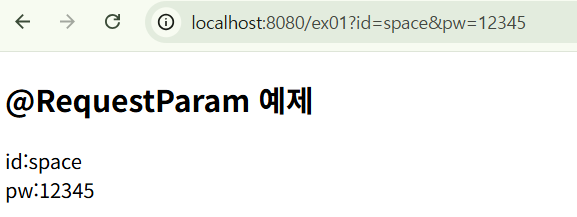 localhost:8080/ex01?id=space&pw=12345
@RequestParam 예제
id:space
pw:12345